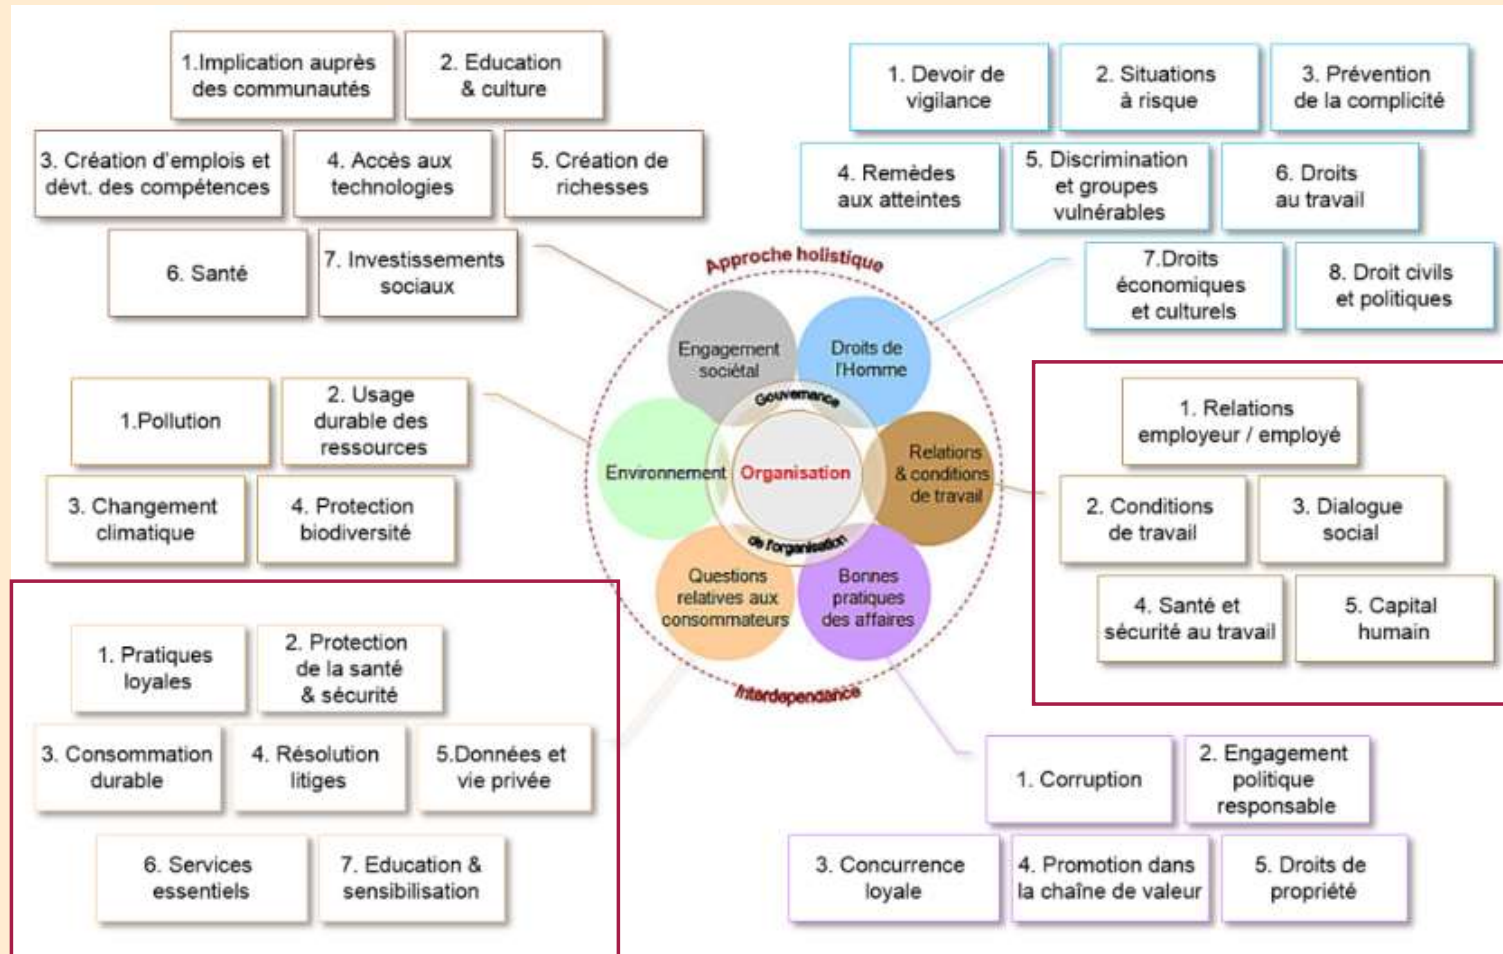 1.Implication auprès
des communautés
2. Education
& culture
3. Création d'emplois et
dévt. des compétences
4. Accès aux
technologies
5. Création de
richesses
6. Santé
7. Investissements
sociaux
1. Devoir de
vigilance
2. Situations
à risque
3. Prévention
de la complicité
4. Remèdes
aux atteintes
5. Discrimination
et groupes
vulnérables
6. Droits
au travail
7.Droits
économiques
et culturels
8. Droit civils
et politiques
Approche holistique
Engagement
sociétal
Droits de
l'Homme
Gouvernance
Environnement
Organisation
Relations
& conditions
de travail
de l'organisation
Questions
relatives aux
consommateurs
Bonnes
pratiques
des affaires
Interdependance
1.Pollution
2. Usage
durable des
ressources
3. Changement
climatique
4. Protection
biodiversité
1. Relations
employeur / employé
2. Conditions
de travail
3. Dialogue
social
4. Santé et
sécurité au travail
5. Capital
humain
1. Pratiques
loyales
2. Protection
de la santé
& sécurité
3. Consommation
durable
4. Résolution
litiges
5.Données et
vie privée
6. Services
essentiels
7. Education &
sensibilisation
1. Corruption
2. Engagement
politique
responsable
3. Concurrence
loyale
4. Promotion dans
la chaîne de valeur
5. Droits de
propriété